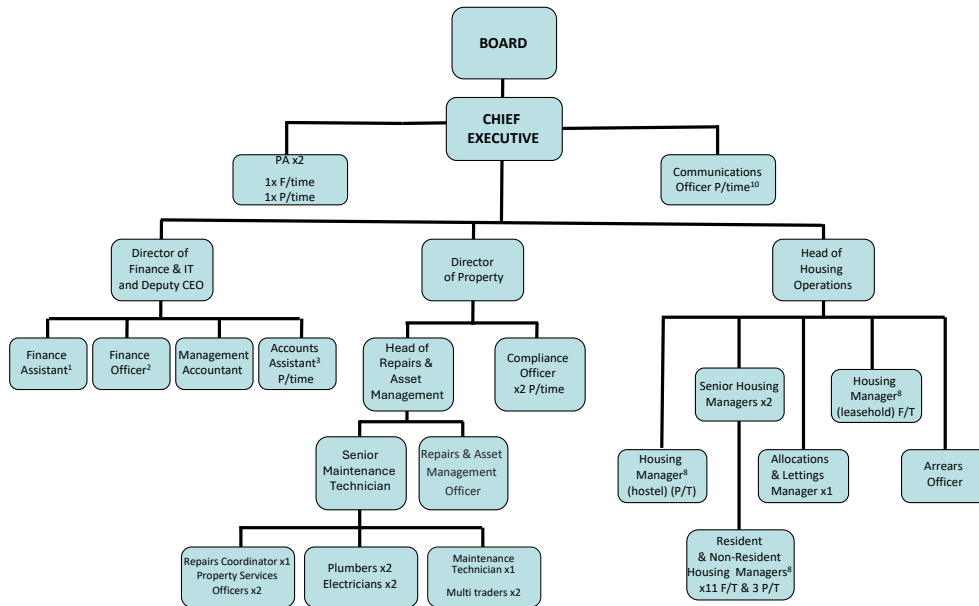 BOARD
CHIEF
EXECUTIVE
PA x2
1x F/time
1x P/time
Communications
Officer P/time¹⁰
Director of
Finance & IT
and Deputy CEO
Director
of Property
Head of
Housing
Operations
Finance
Assistant¹
Finance
Officer²
Management
Accountant
Accounts
Assistant³
P/time
Head of
Repairs &
Asset
Management
Compliance
Officer
x2 P/time
Senior Housing
Managers x2
Housing
Manager⁸
(leasehold) F/T
Senior
Maintenance
Technician
Repairs & Asset
Management
Officer
Housing
Manager⁸
(hostel) (P/T)
Allocations
& Lettings
Manager x1
Arrears
Officer
Repairs Coordinator x1
Property Services
Officers x2
Plumbers x2
Electricians x2
Maintenance
Technician x1
Multi traders x2
Resident
& Non-Resident
Housing Managers⁸
x11 F/T & 3 P/T